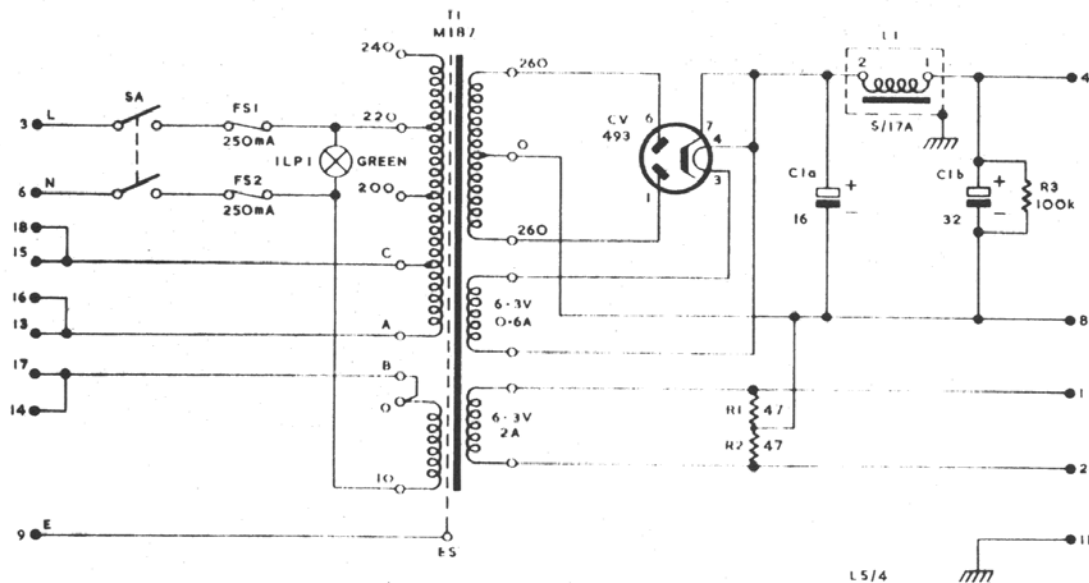 T1
M187
240
260
L1
2
1
4
SA
FS1
6
7
CV
493
4
S/17A
3
L
220
250mA
1LP1
GREEN
O
3
C1a
+
C1b
+
R3
100k
6
N
FS2
200
1
16
−
32
−
250mA
18
260
15
C
16
6·3V
0·6A
13
A
8
17
B
1
14
O
6·3V
2A
R1
47
R2
47
10
2
9
E
ES
11
L5/4